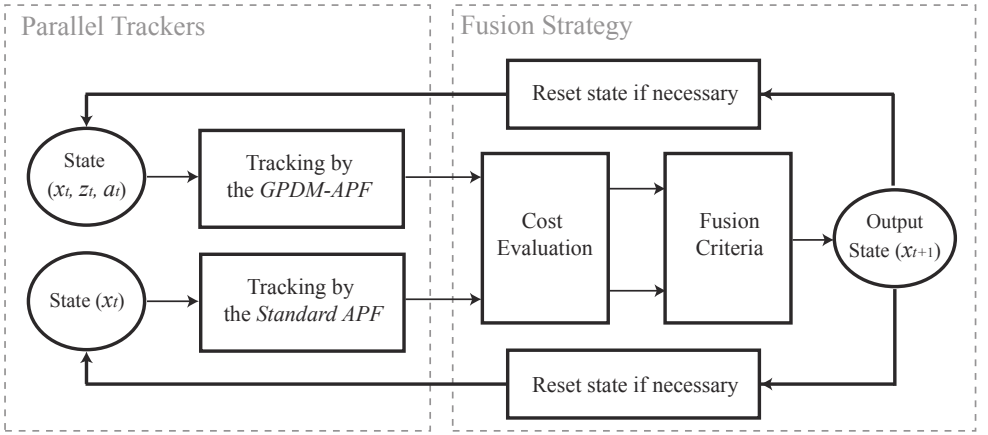 Parallel Trackers
Fusion Strategy
Reset state if necessary
State
(xₜ, zₜ, aₜ)
Tracking by
the GPDM-APF
Cost
Evaluation
Fusion
Criteria
Output
State (xₜ₊₁)
State (xₜ)
Tracking by
the Standard APF
Reset state if necessary